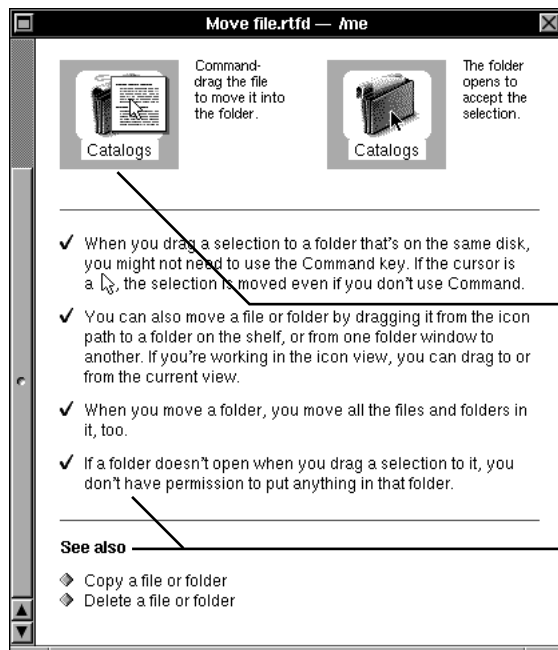 Move file.rtfd — /me
Command-
drag the file
to move it into
the folder.
Catalogs
The folder
opens to
accept the
selection.
Catalogs
When you drag a selection to a folder that's on the same disk,
you might not need to use the Command key. If the cursor is
a , the selection is moved even if you don't use Command.
You can also move a file or folder by dragging it from the icon
path to a folder on the shelf, or from one folder window to
another. If you're working in the icon view, you can drag to or
from the current view.
When you move a folder, you move all the files and folders in
it, too.
If a folder doesn't open when you drag a selection to it, you
don't have permission to put anything in that folder.
See also
Copy a file or folder
Delete a file or folder